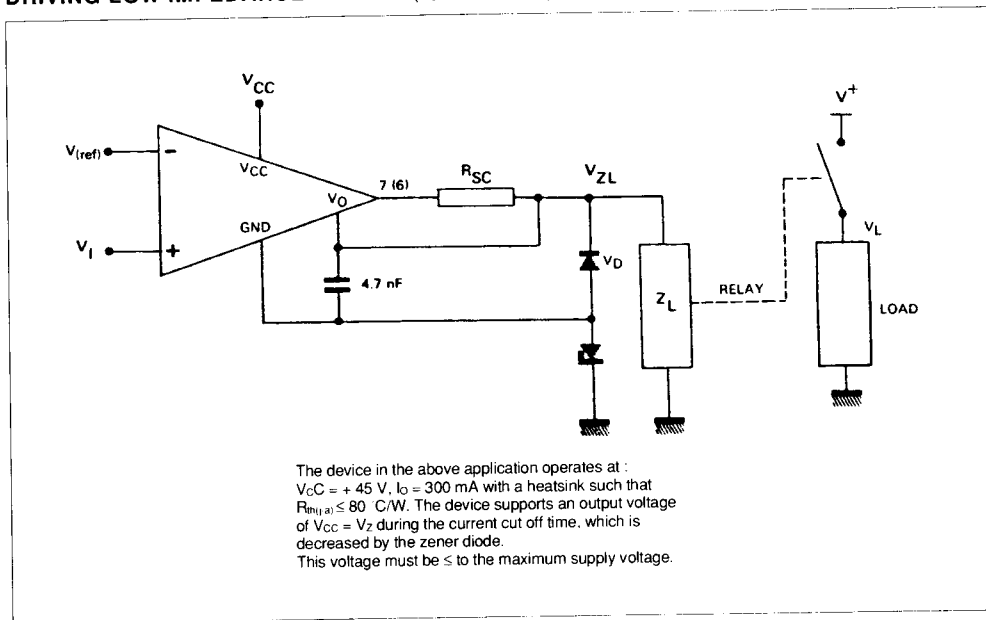 V CC
V(ref)
−
VCC
7 (6)
RSC
VZL
V+
VO
GND
VI
+
4.7 nF
VD
ZL
RELAY
VL
LOAD
The device in the above application operates at :
VCC = + 45 V, IO = 300 mA with a heatsink such that
Rth(j-a) ≤ 80 °C/W. The device supports an output voltage
of VCC = VZ during the current cut off time, which is
decreased by the zener diode.
This voltage must be ≤ to the maximum supply voltage.